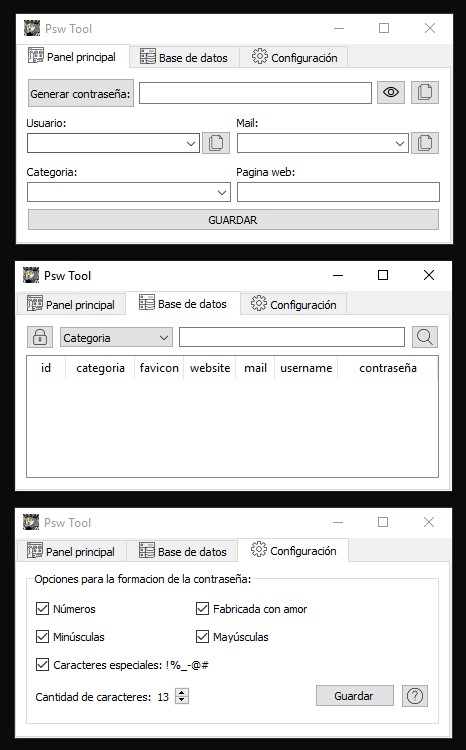 Psw Tool
Panel principal Base de datos Configuración
Generar contraseña:
Usuario: Mail:
Categoria: Pagina web:
GUARDAR
Psw Tool
Panel principal Base de datos Configuración
Categoria
id categoria favicon website mail username contraseña
Psw Tool
Panel principal Base de datos Configuración
Opciones para la formacion de la contraseña:
Números Fabricada con amor
Minúsculas Mayúsculas
Caracteres especiales: !%_-@#
Cantidad de caracteres: 13 Guardar ?